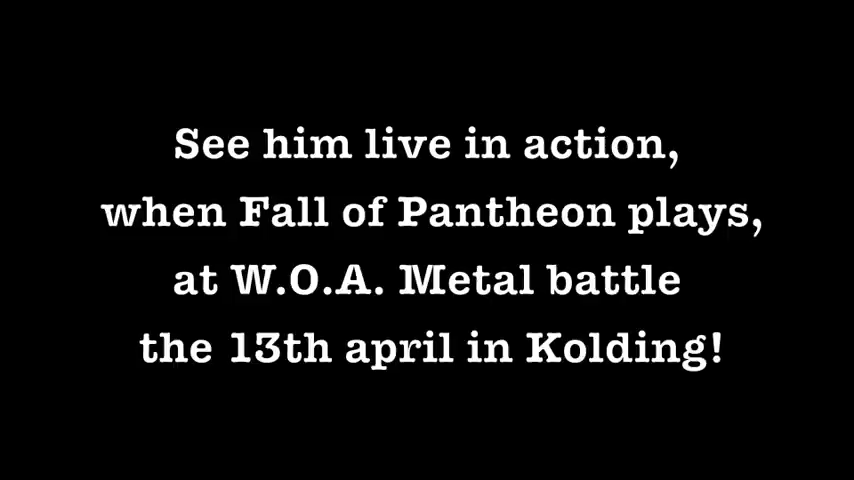 See him live in action,
when Fall of Pantheon plays,
at W.O.A. Metal battle
the 13th april in Kolding!